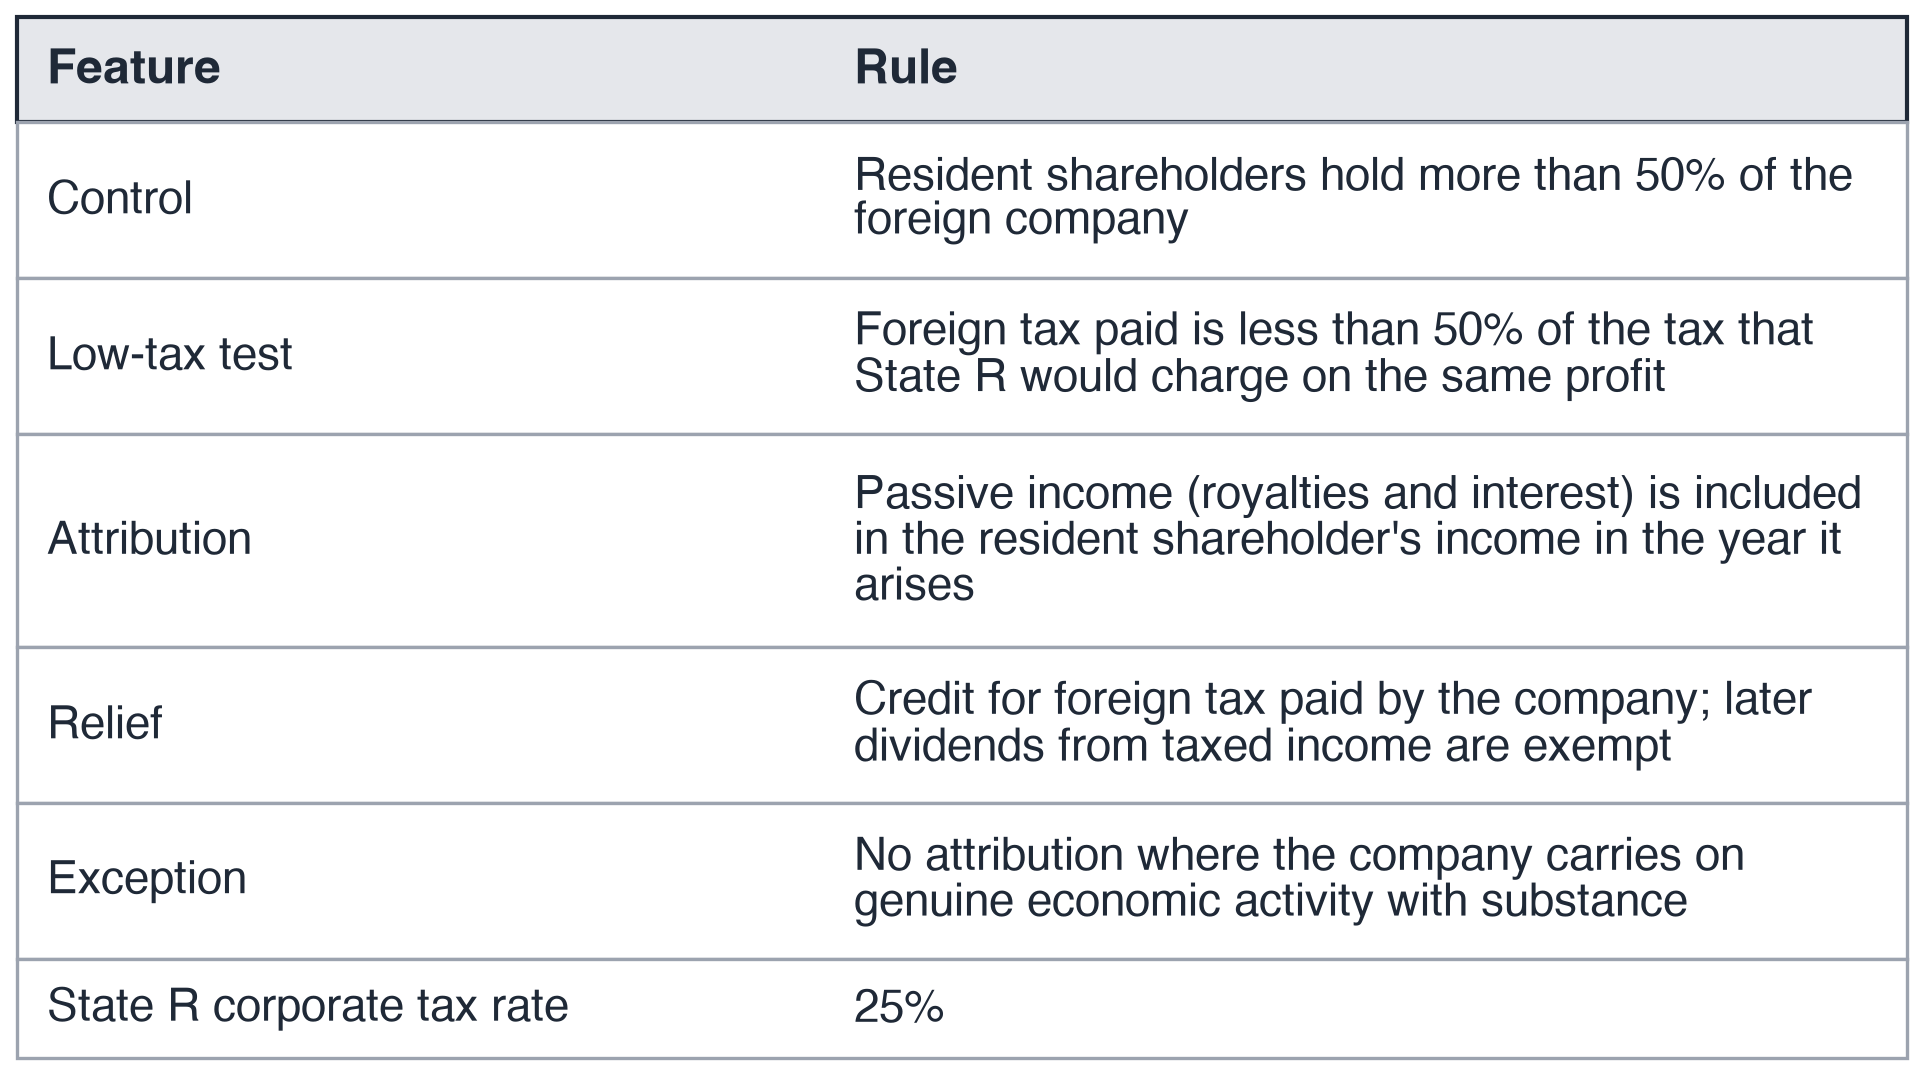 Feature Rule
Control
Resident shareholders hold more than 50% of the
foreign company
Low-tax test
Foreign tax paid is less than 50% of the tax that
State R would charge on the same profit
Attribution
Passive income (royalties and interest) is included
in the resident shareholder's income in the year it
arises
Relief
Credit for foreign tax paid by the company; later
dividends from taxed income are exempt
Exception
No attribution where the company carries on
genuine economic activity with substance
State R corporate tax rate 25%